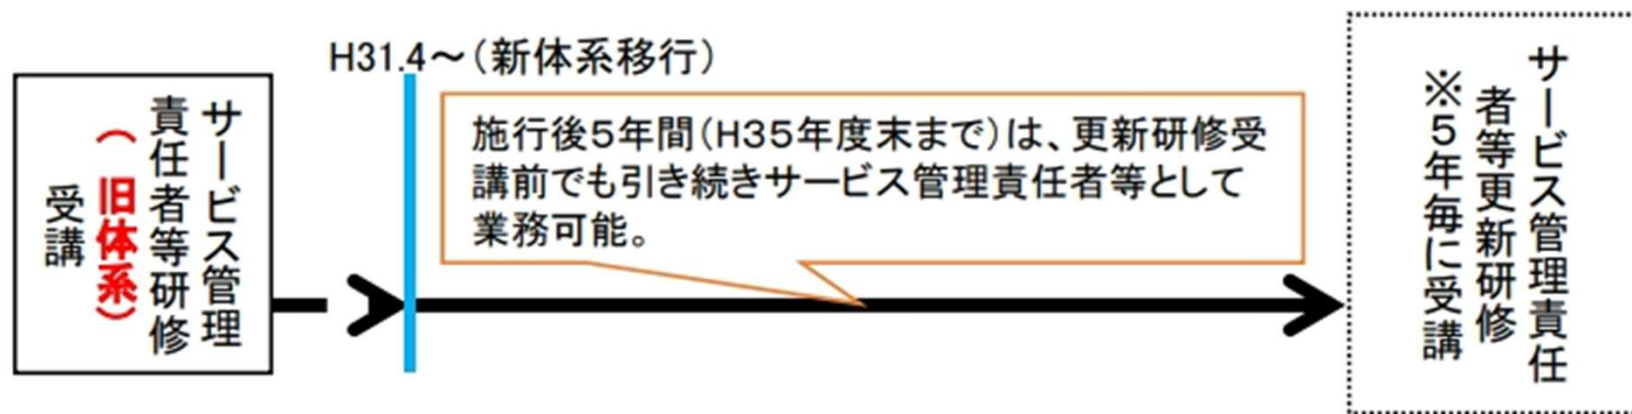 サービス管理
責任者等研修
（旧体系）
受講
H31.4～（新体系移行）
施行後５年間（H35年度末まで）は、更新研修受
講前でも引き続きサービス管理責任者等として
業務可能。
サービス管理責任
者等更新研修
※５年毎に受講